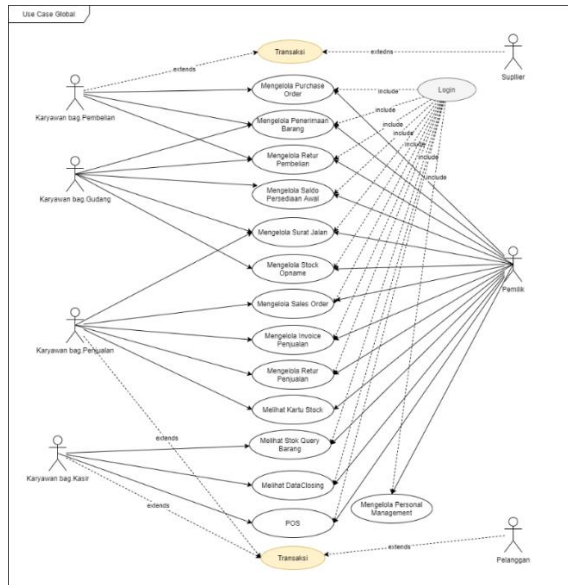 Use Case Global
Transaksi
extends
extedns
Supllier
Mengelola Purchase
Order
include
Login
Karyawan bag.Pembelian
Mengelola Penerimaan
Barang
include
include
Mengelola Retur
Pembelian
include
include
include
include
include
Karyawan bag.Gudang
Mengelola Saldo
Persediaan Awal
Mengelola Surat Jalan
Mengelola Stock
Opname
Pemilik
Mengelola Sales Order
Karyawan bag.Penjualan
Mengelola Invoice
Penjualan
Mengelola Retur
Penjualan
Melihat Kartu Stock
extends
Melihat Stok Query
Barang
Karyawan bag.Kasir
Melihat DataClosing
Mengelola Personal
Management
extends
POS
Transaksi
extends
Pelanggan